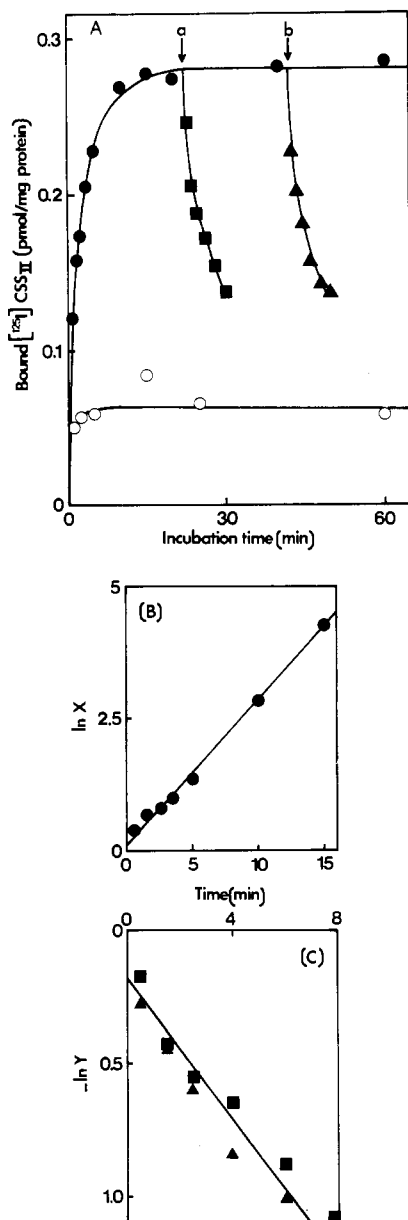 A
a
b
0.3
0.2
0.1
0
Bound [¹²⁵I] CSS II (pmol/mg protein)
0
30
60
Incubation time (min)
(B)
5
2.5
0
ln X
0
5
10
15
Time (min)
0
4
8
(C)
0
0.5
1.0
_ln Y